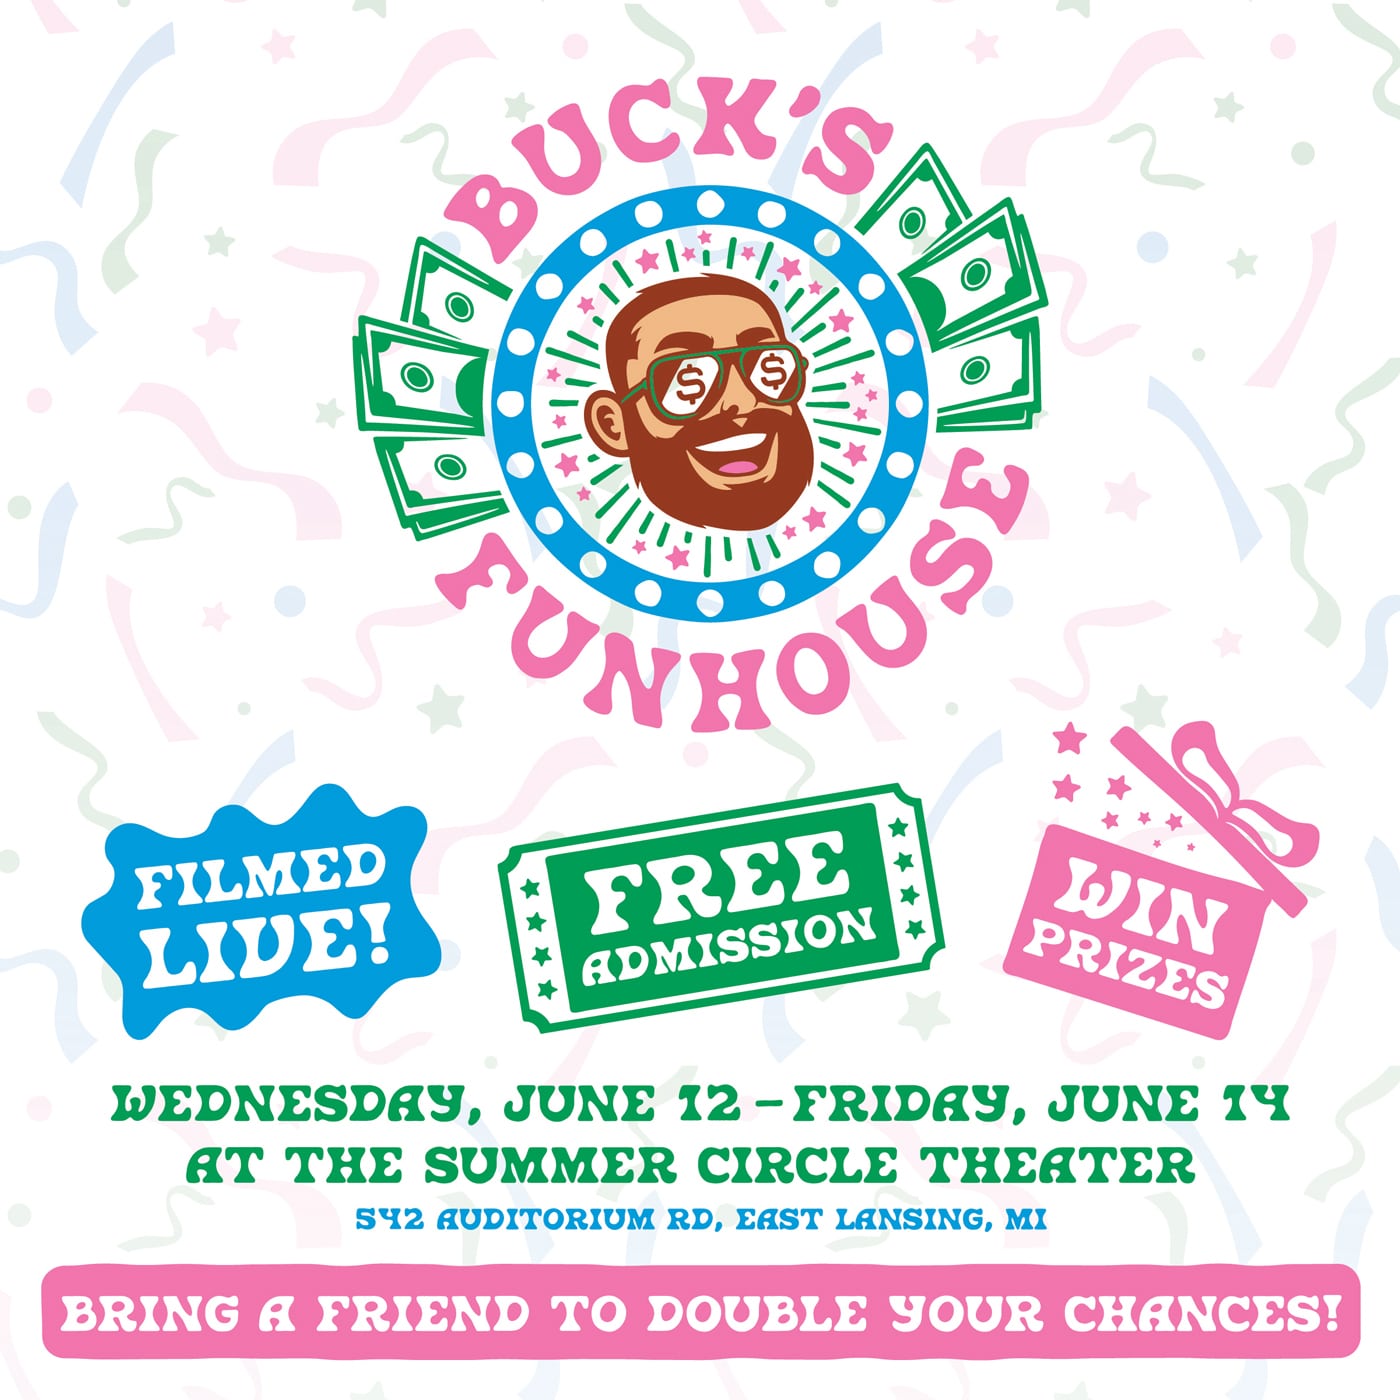 BUCK'S
FUNHOUSE
FILMED
LIVE!
FREE
ADMISSION
WIN
PRIZES
WEDNESDAY, JUNE 12 – FRIDAY, JUNE 14
AT THE SUMMER CIRCLE THEATER
542 AUDITORIUM RD, EAST LANSING, MI
BRING A FRIEND TO DOUBLE YOUR CHANCES!